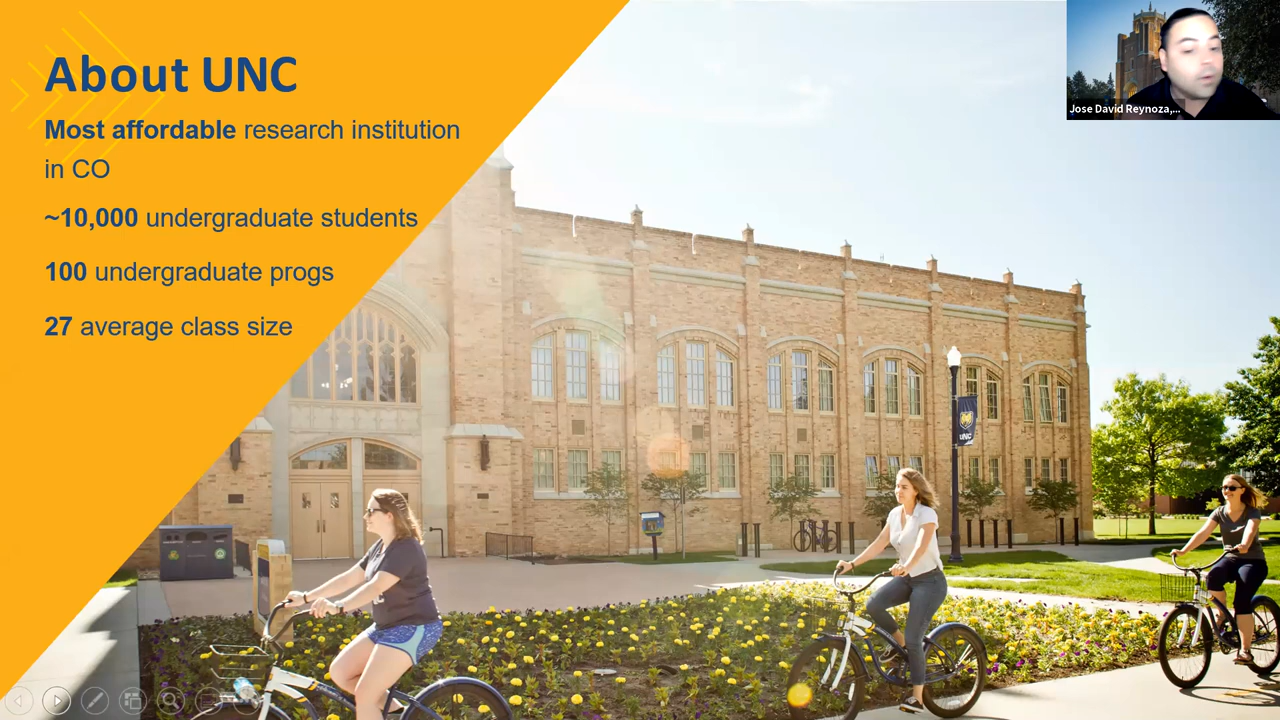 About UNC
Most affordable research institution
in CO
~10,000 undergraduate students
100 undergraduate progs
27 average class size
Jose David Reynoza,...
UNC